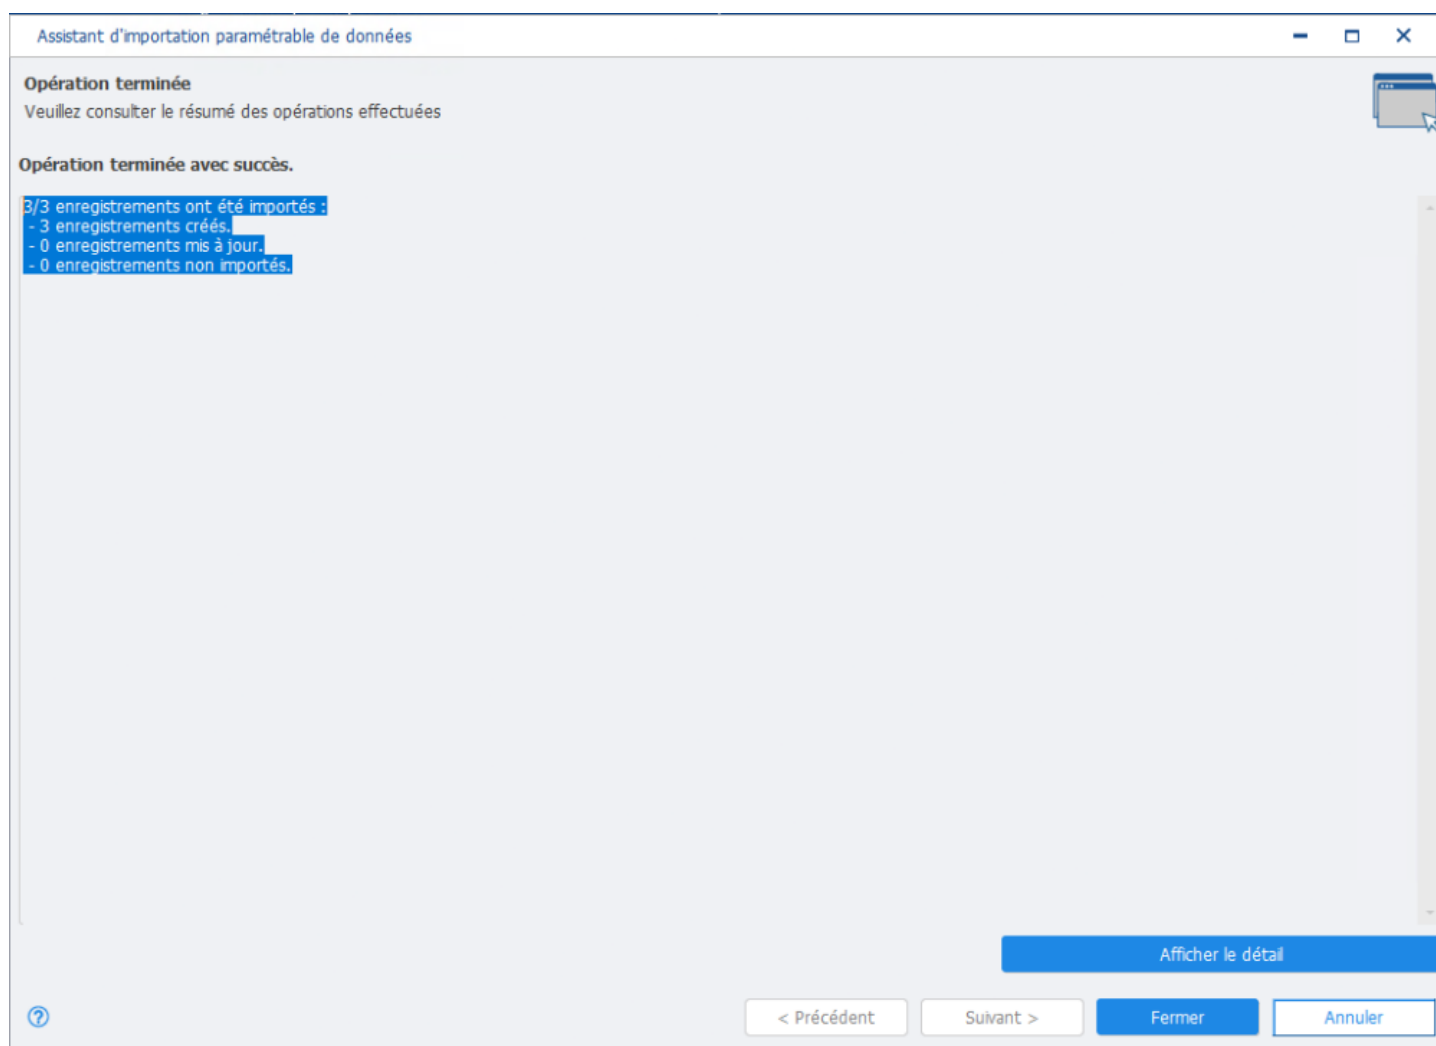 Assistant d'importation paramétrable de données
Opération terminée
Veuillez consulter le résumé des opérations effectuées
Opération terminée avec succès.
3/3 enregistrements ont été importés :
- 3 enregistrements créés.
- 0 enregistrements mis à jour.
- 0 enregistrements non importés.
Afficher le détail
< Précédent
Suivant >
Fermer
Annuler